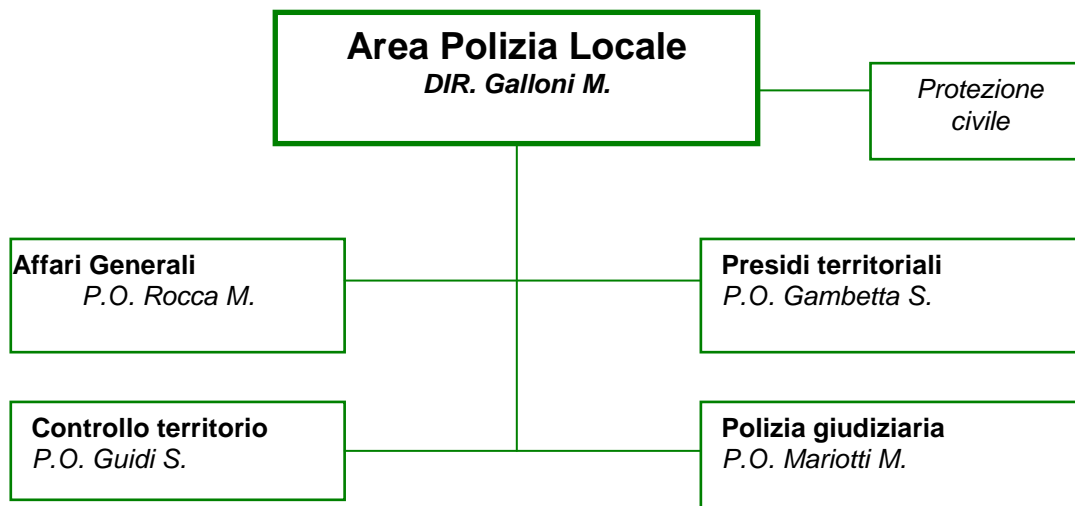 Area Polizia Locale
DIR. Galloni M.
Protezione
civile
Affari Generali
P.O. Rocca M.
Presidi territoriali
P.O. Gambetta S.
Controllo territorio
P.O. Guidi S.
Polizia giudiziaria
P.O. Mariotti M.